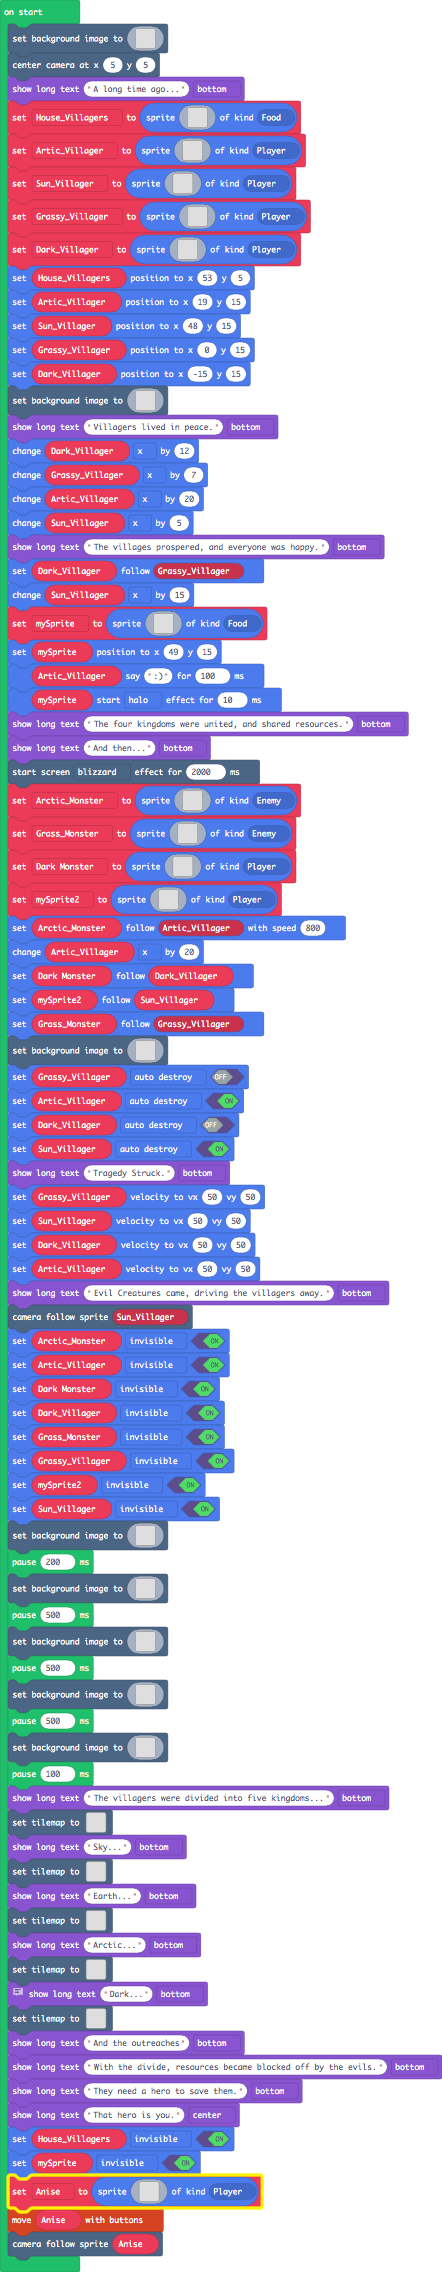 on start
set background image to
center camera at x 5 y 5
show long text "A long time ago..." bottom
set House_Villagers to sprite of kind Food
set Artic_Villager to sprite of kind Player
set Sun_Villager to sprite of kind Player
set Grassy_Villager to sprite of kind Player
set Dark_Villager to sprite of kind Player
set House_Villagers position to x 53 y 5
set Artic_Villager position to x 19 y 15
set Sun_Villager position to x 48 y 15
set Grassy_Villager position to x 0 y 15
set Dark_Villager position to x -15 y 15
set background image to
show long text "Villagers lived in peace." bottom
change Dark_Villager x by 12
change Grassy_Villager x by 7
change Artic_Villager x by 20
change Sun_Villager x by 5
show long text "The villages prospered, and everyone was happy." bottom
set Dark_Villager follow Grassy_Villager
change Sun_Villager x by 15
set mySprite to sprite of kind Food
set mySprite position to x 49 y 15
Artic_Villager say ":)" for 100 ms
mySprite start halo effect for 10 ms
show long text "The four kingdoms were united, and shared resources." bottom
show long text "And then..." bottom
start screen blizzard effect for 2000 ms
set Arctic_Monster to sprite of kind Enemy
set Grass_Monster to sprite of kind Enemy
set Dark Monster to sprite of kind Player
set mySprite2 to sprite of kind Player
set Arctic_Monster follow Artic_Villager with speed 800
change Artic_Villager x by 20
set Dark Monster follow Dark_Villager
set mySprite2 follow Sun_Villager
set Grass_Monster follow Grassy_Villager
set background image to
set Grassy_Villager auto destroy OFF
set Artic_Villager auto destroy ON
set Dark_Villager auto destroy OFF
set Sun_Villager auto destroy ON
show long text "Tragedy Struck." bottom
set Grassy_Villager velocity to vx 50 vy 50
set Sun_Villager velocity to vx 50 vy 50
set Dark_Villager velocity to vx 50 vy 50
set Artic_Villager velocity to vx 50 vy 50
show long text "Evil Creatures came, driving the villagers away." bottom
camera follow sprite Sun_Villager
set Arctic_Monster invisible ON
set Artic_Villager invisible ON
set Dark Monster invisible ON
set Dark_Villager invisible ON
set Grass_Monster invisible ON
set Grassy_Villager invisible ON
set mySprite2 invisible ON
set Sun_Villager invisible ON
set background image to
pause 200 ms
set background image to
pause 500 ms
set background image to
pause 500 ms
set background image to
pause 500 ms
set background image to
pause 100 ms
show long text "The villagers were divided into five kingdoms..." bottom
set tilemap to
show long text "Sky..." bottom
set tilemap to
show long text "Earth..." bottom
set tilemap to
show long text "Arctic..." bottom
set tilemap to
show long text "Dark..." bottom
set tilemap to
show long text "And the outreaches" bottom
show long text "With the divide, resources became blocked off by the evils." bottom
show long text "They need a hero to save them." bottom
show long text "That hero is you." center
set House_Villagers invisible ON
set mySprite invisible ON
set Anise to sprite of kind Player
move Anise with buttons
camera follow sprite Anise